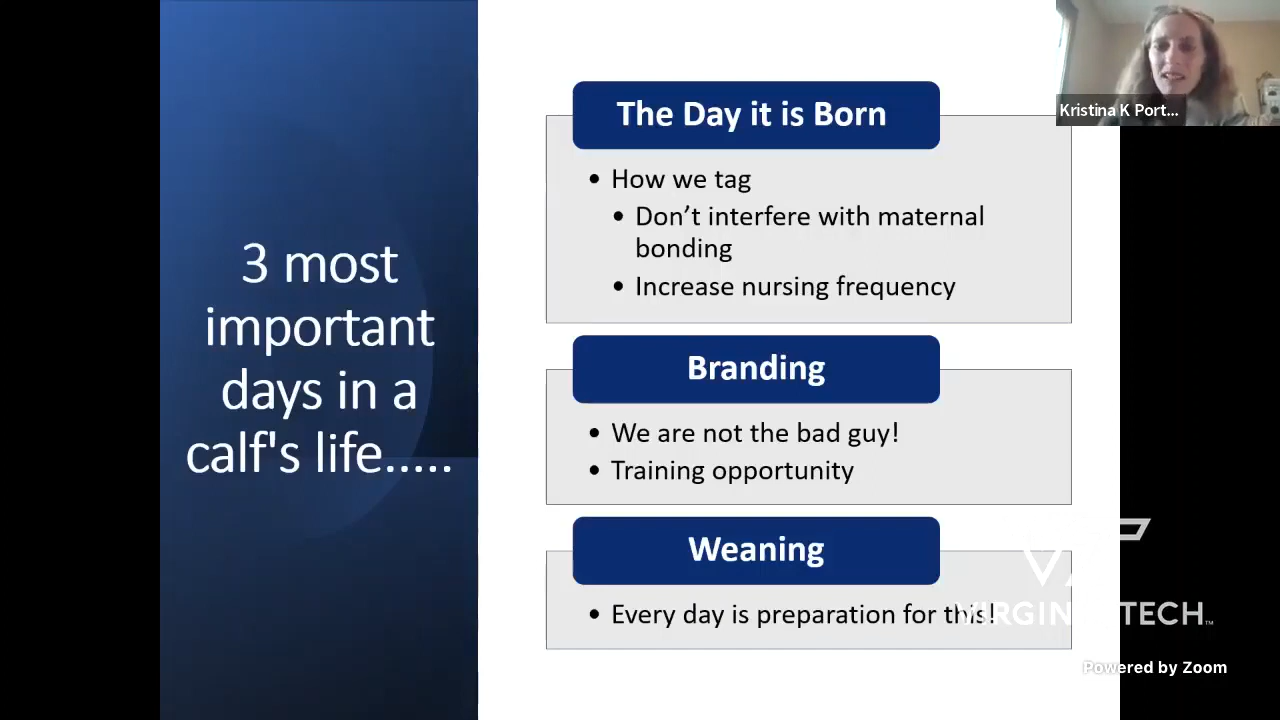 3 most
important
days in a
calf's life.....
The Day it is Born
• How we tag
• Don't interfere with maternal
bonding
• Increase nursing frequency
Branding
• We are not the bad guy!
• Training opportunity
Weaning
• Every day is preparation for this!
Kristina K Port...
VIRGINIA TECH™
Powered by Zoom